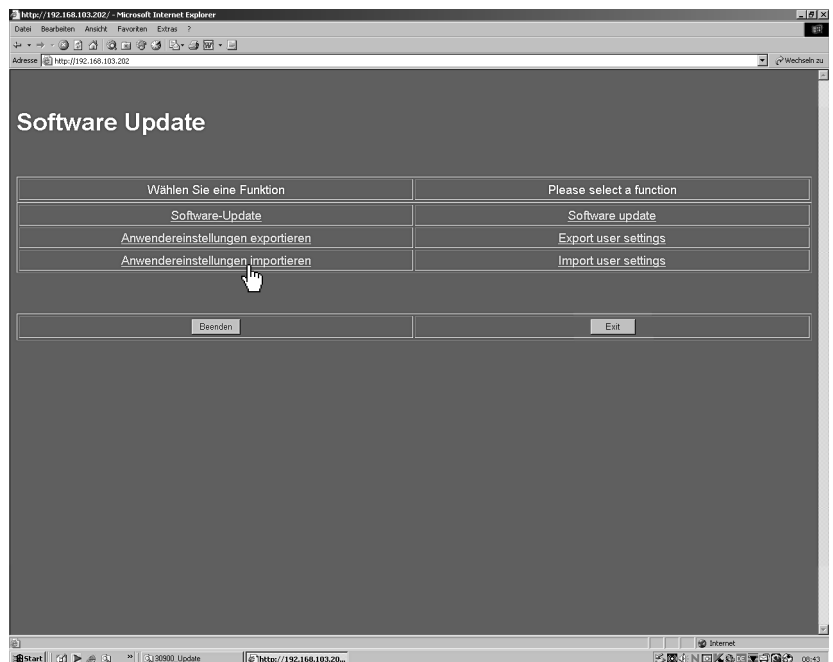 http://192.168.103.202/ - Microsoft Internet Explorer
Datei Bearbeiten Ansicht Favoriten Extras ?
Adresse http://192.168.103.202 Wechseln zu
Software Update
Wählen Sie eine Funktion Please select a function
Software-Update Software update
Anwendereinstellungen exportieren Export user settings
Anwendereinstellungen importieren Import user settings
Beenden Exit
Internet
Start » 30900 Update http://192.168.103.20... 08:43